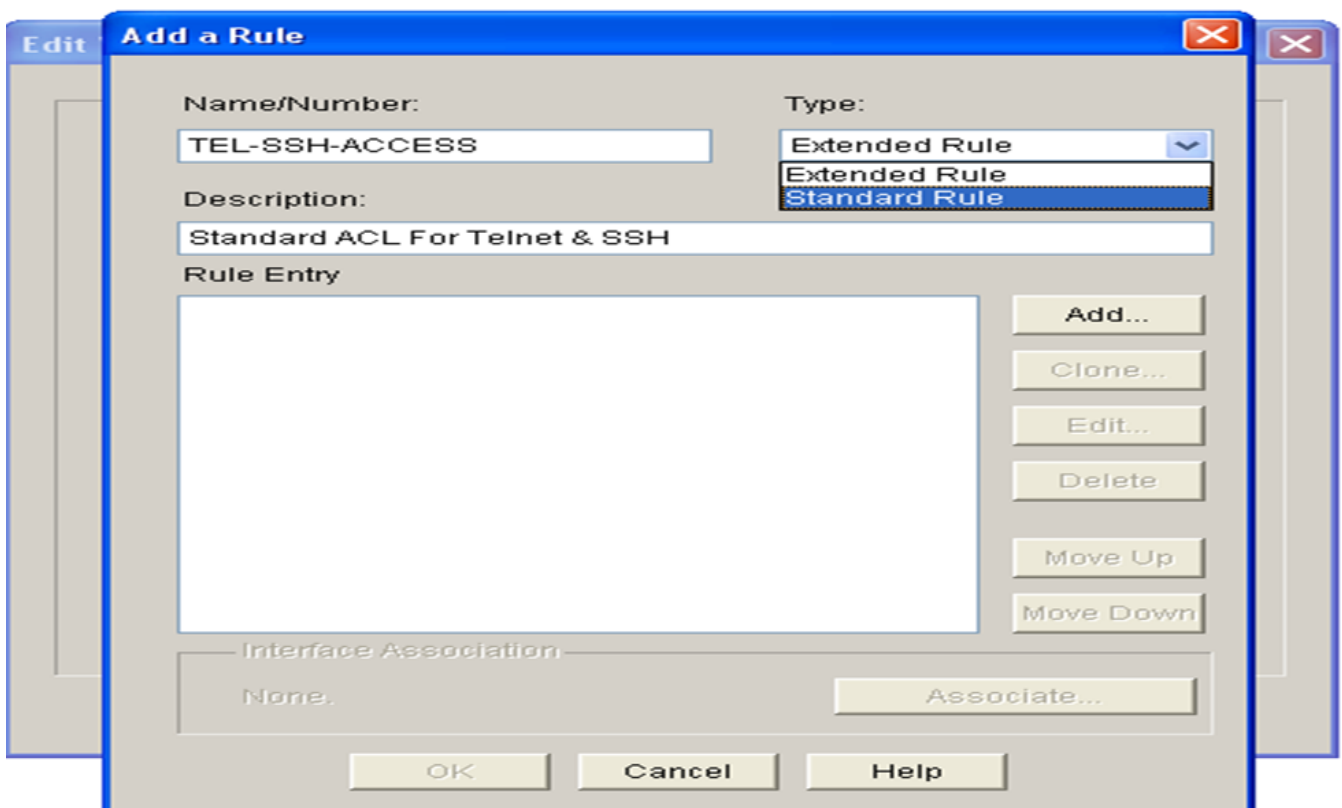 Edit
Add a Rule
Name/Number:
Type:
TEL-SSH-ACCESS
Extended Rule
Extended Rule
Standard Rule
Description:
Standard ACL For Telnet & SSH
Rule Entry
Add...
Clone...
Edit...
Delete
Move Up
Move Down
Interface Association
None.
Associate...
OK
Cancel
Help